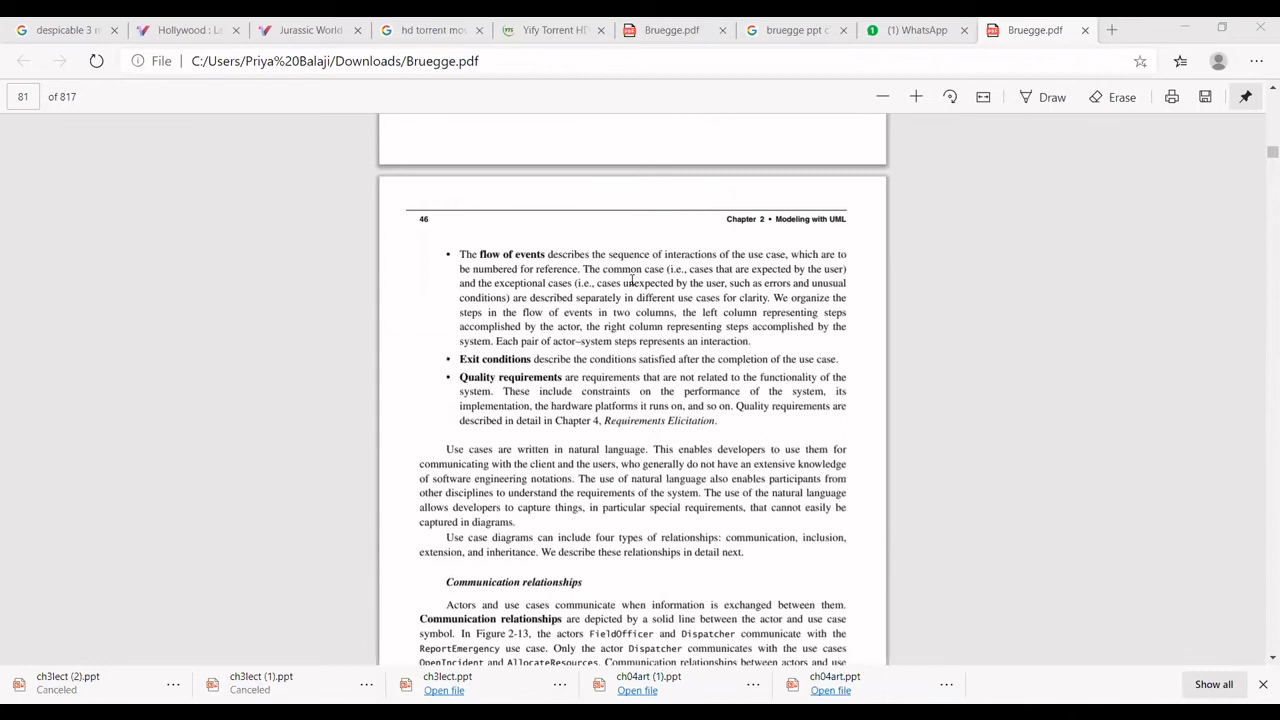 despicable 3 m
Hollywood : La
Jurassic World
hd torrent mov
Yify Torrent HD
Bruegge.pdf
bruegge ppt c
(1) WhatsApp
Bruegge.pdf
File
C:/Users/Priya%20Balaji/Downloads/Bruegge.pdf
81 of 817
Draw
Erase
46
Chapter 2 • Modeling with UML
• The flow of events describes the sequence of interactions of the use case, which are to
be numbered for reference. The common case (i.e., cases that are expected by the user)
and the exceptional cases (i.e., cases unexpected by the user, such as errors and unusual
conditions) are described separately in different use cases for clarity. We organize the
steps in the flow of events in two columns, the left column representing steps
accomplished by the actor, the right column representing steps accomplished by the
system. Each pair of actor–system steps represents an interaction.
• Exit conditions describe the conditions satisfied after the completion of the use case.
• Quality requirements are requirements that are not related to the functionality of the
system. These include constraints on the performance of the system, its
implementation, the hardware platforms it runs on, and so on. Quality requirements are
described in detail in Chapter 4, Requirements Elicitation.
Use cases are written in natural language. This enables developers to use them for
communicating with the client and the users, who generally do not have an extensive knowledge
of software engineering notations. The use of natural language also enables participants from
other disciplines to understand the requirements of the system. The use of the natural language
allows developers to capture things, in particular special requirements, that cannot easily be
captured in diagrams.
Use case diagrams can include four types of relationships: communication, inclusion,
extension, and inheritance. We describe these relationships in detail next.
Communication relationships
Actors and use cases communicate when information is exchanged between them.
Communication relationships are depicted by a solid line between the actor and use case
symbol. In Figure 2-13, the actors FieldOfficer and Dispatcher communicate with the
ReportEmergency use case. Only the actor Dispatcher communicates with the use cases
OpenIncident and AllocateResources. Communication relationships between actors and use
ch3lect (2).ppt
Canceled
ch3lect (1).ppt
Canceled
ch3lect.ppt
Open file
ch04art (1).ppt
Open file
ch04art.ppt
Open file
Show all